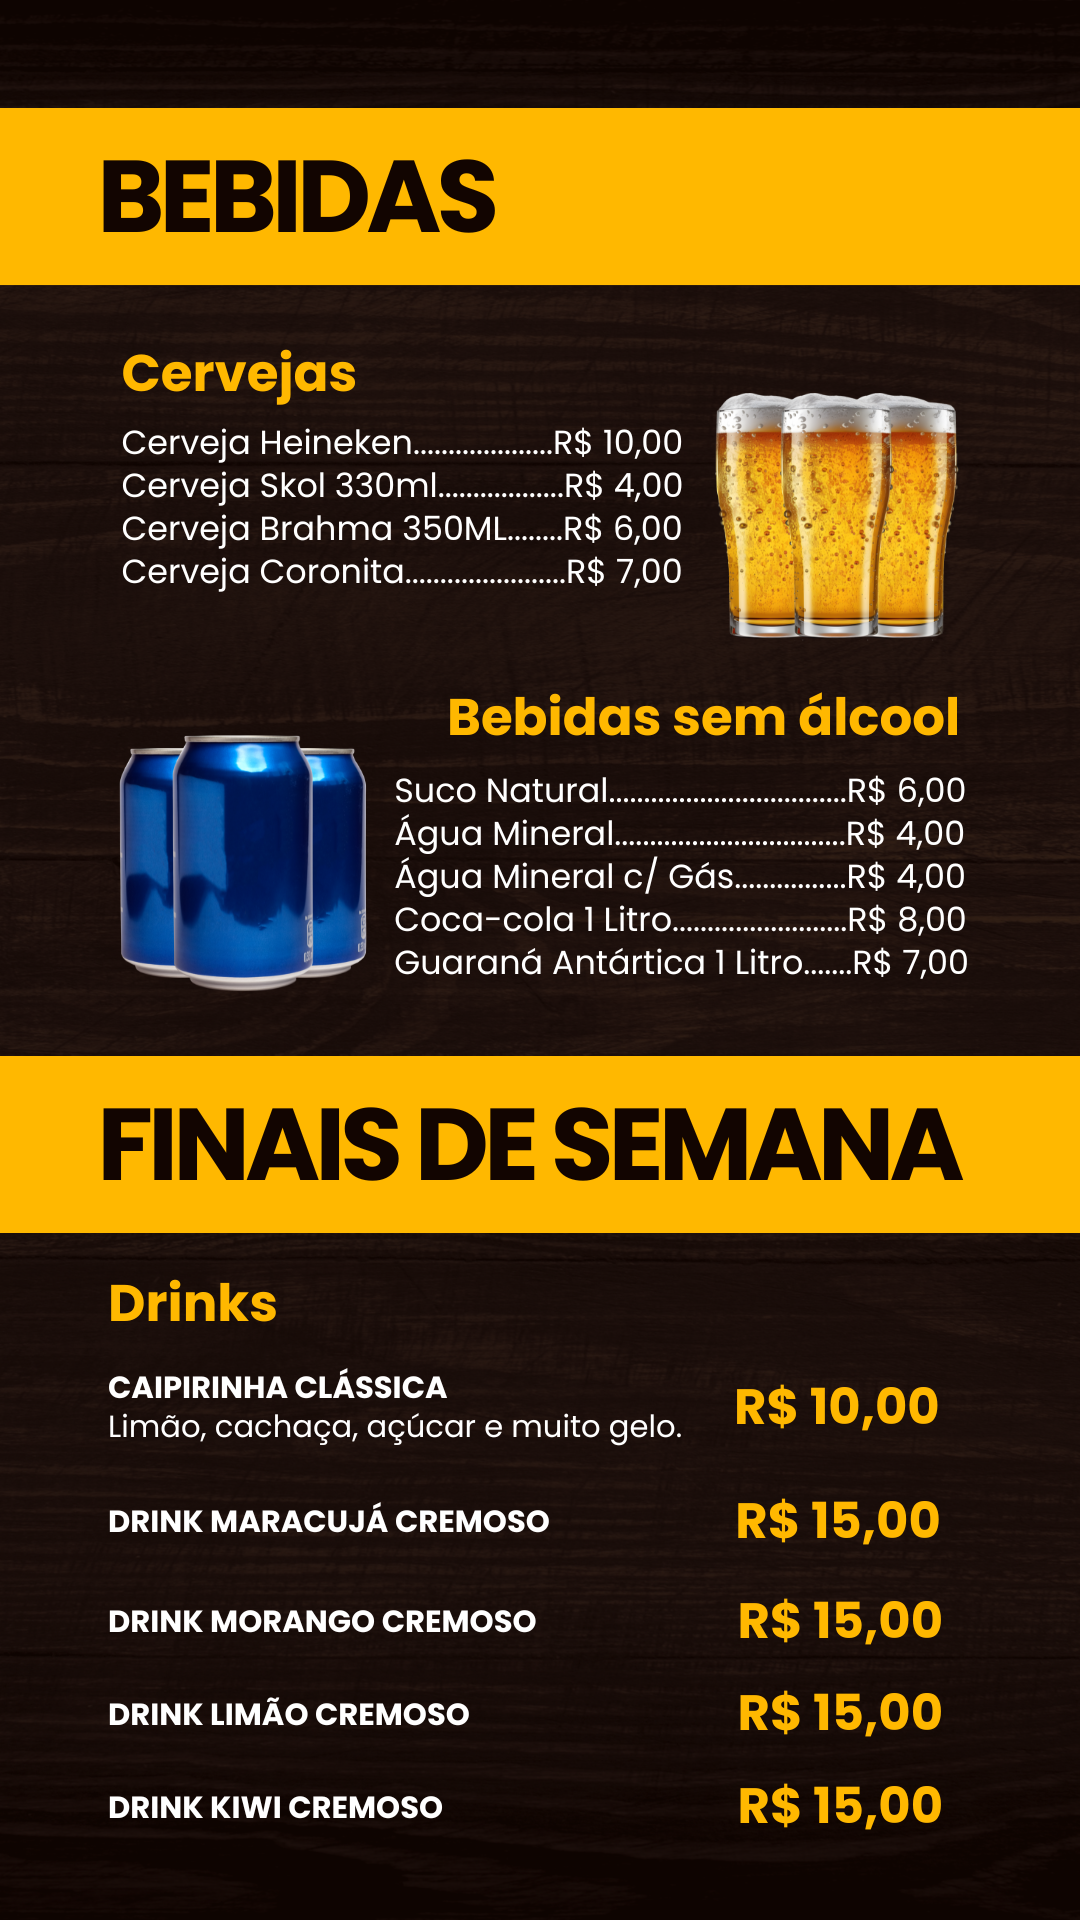 BEBIDAS
Cervejas
Cerveja Heineken....................R$ 10,00
Cerveja Skol 330ml..................R$ 4,00
Cerveja Brahma 350ML........R$ 6,00
Cerveja Coronita.......................R$ 7,00
Bebidas sem álcool
Suco Natural..................................R$ 6,00
Água Mineral.................................R$ 4,00
Água Mineral c/ Gás................R$ 4,00
Coca-cola 1 Litro.........................R$ 8,00
Guaraná Antártica 1 Litro.......R$ 7,00
FINAIS DE SEMANA
Drinks
CAIPIRINHA CLÁSSICA
Limão, cachaça, açúcar e muito gelo.
R$ 10,00
DRINK MARACUJÁ CREMOSO R$ 15,00
DRINK MORANGO CREMOSO R$ 15,00
DRINK LIMÃO CREMOSO R$ 15,00
DRINK KIWI CREMOSO R$ 15,00